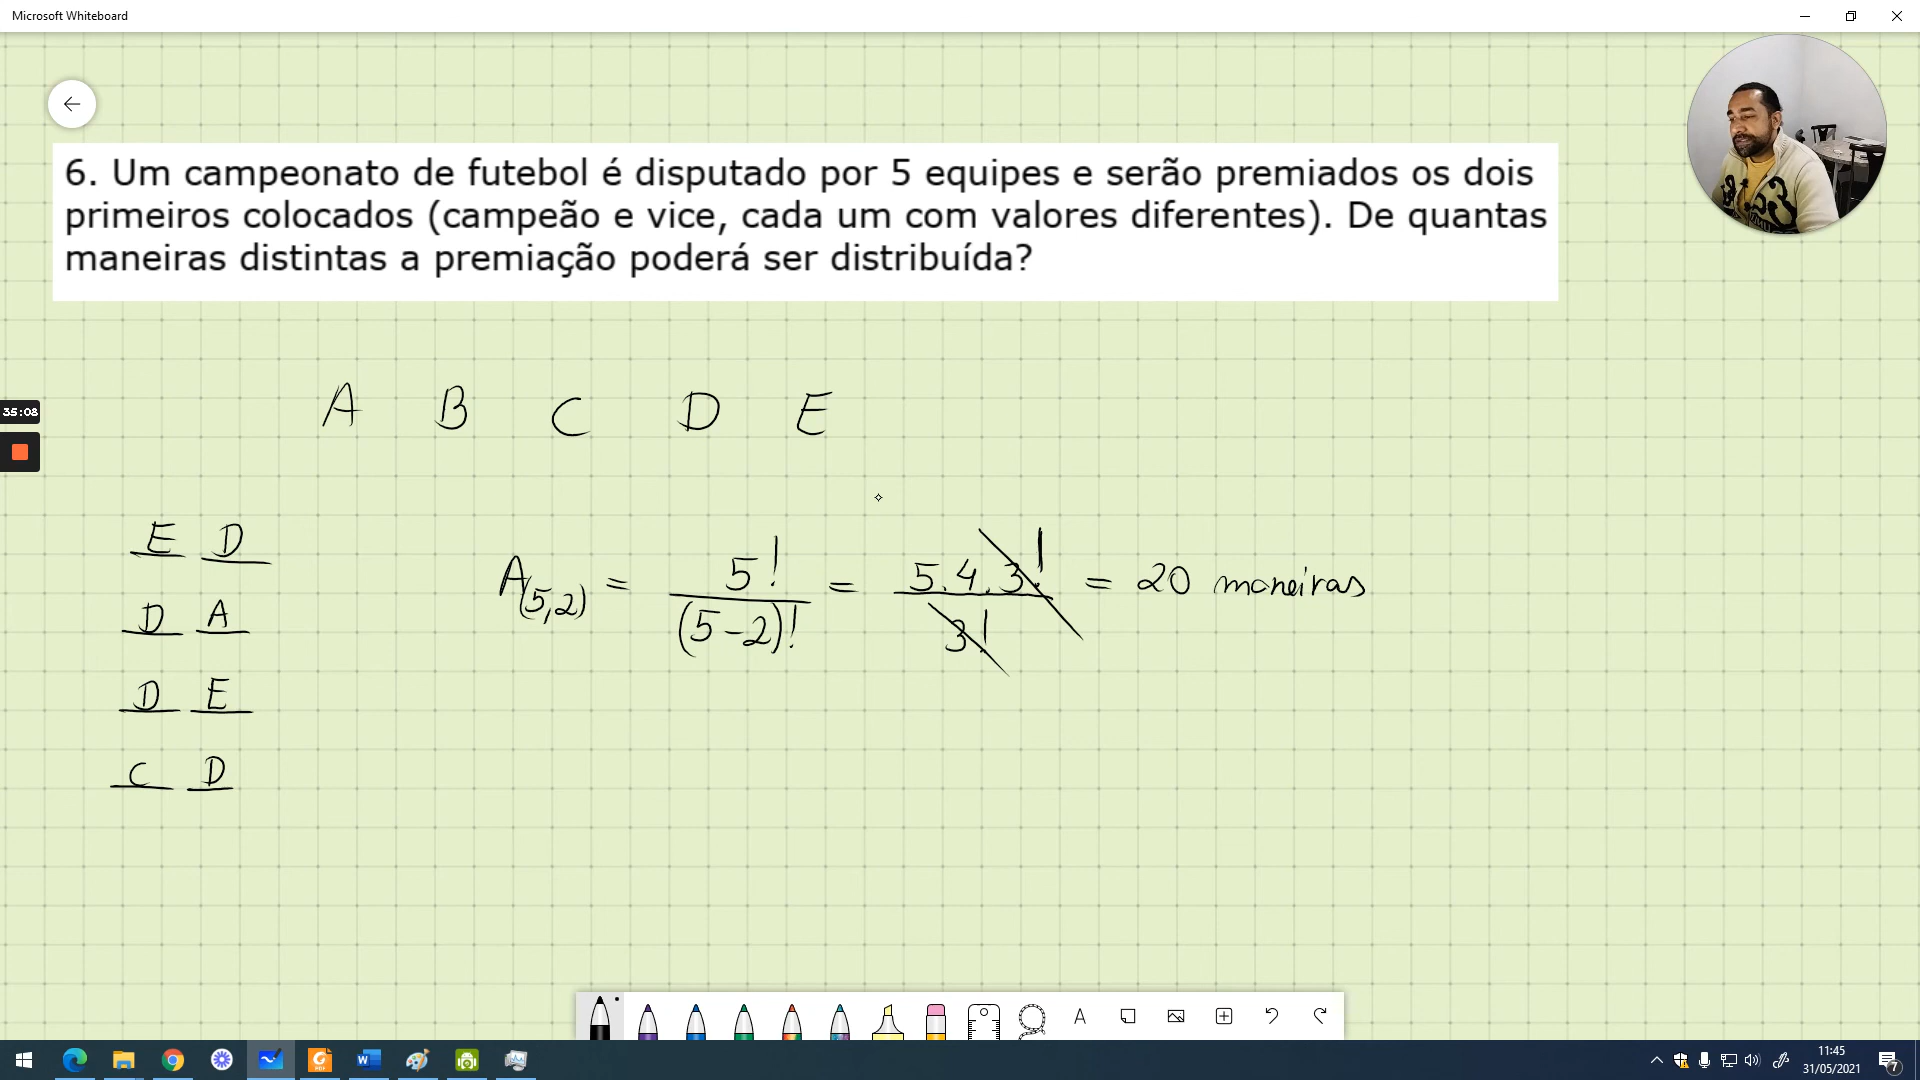 Microsoft Whiteboard
6. Um campeonato de futebol é disputado por 5 equipes e serão premiados os dois
primeiros colocados (campeão e vice, cada um com valores diferentes). De quantas
maneiras distintas a premiação poderá ser distribuída?
A B C D E
35:08
E D
D A
D E
C D
A(5,2) = 5! / (5-2)! = 5.4.3! / 3! = 20 maneiras
A
11:45
31/05/2021
7